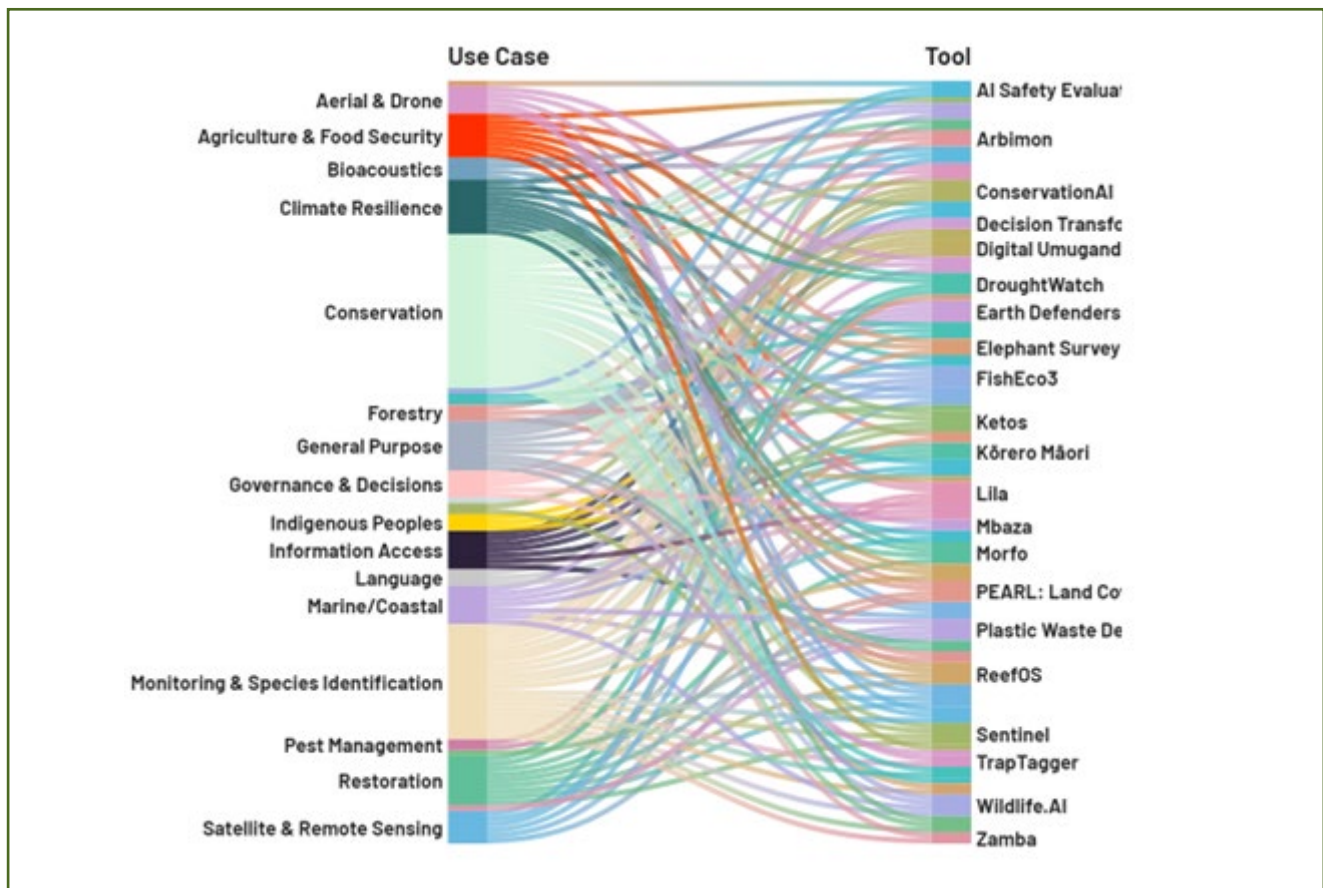 Use Case
Tool
Aerial & Drone
Agriculture & Food Security
Bioacoustics
Climate Resilience
Conservation
Forestry
General Purpose
Governance & Decisions
Indigenous Peoples
Information Access
Language
Marine/Coastal
Monitoring & Species Identification
Pest Management
Restoration
Satellite & Remote Sensing
AI Safety Evalua
Arbimon
ConservationAI
Decision Transfo
Digital Umugand
DroughtWatch
Earth Defenders
Elephant Survey
FishEco3
Ketos
Kōrero Māori
Lila
Mbaza
Morfo
PEARL: Land Co
Plastic Waste De
ReefOS
Sentinel
TrapTagger
Wildlife.AI
Zamba